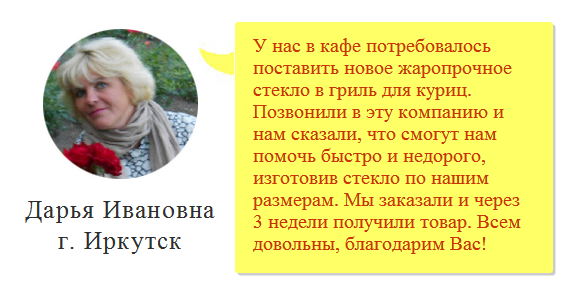 У нас в кафе потребовалось
поставить новое жаропрочное
стекло в гриль для куриц.
Позвонили в эту компанию и
нам сказали, что смогут нам
помочь быстро и недорого,
изготовив стекло по нашим
размерам. Мы заказали и через
3 недели получили товар. Всем
довольны, благодарим Вас!
Дарья Ивановна
г. Иркутск